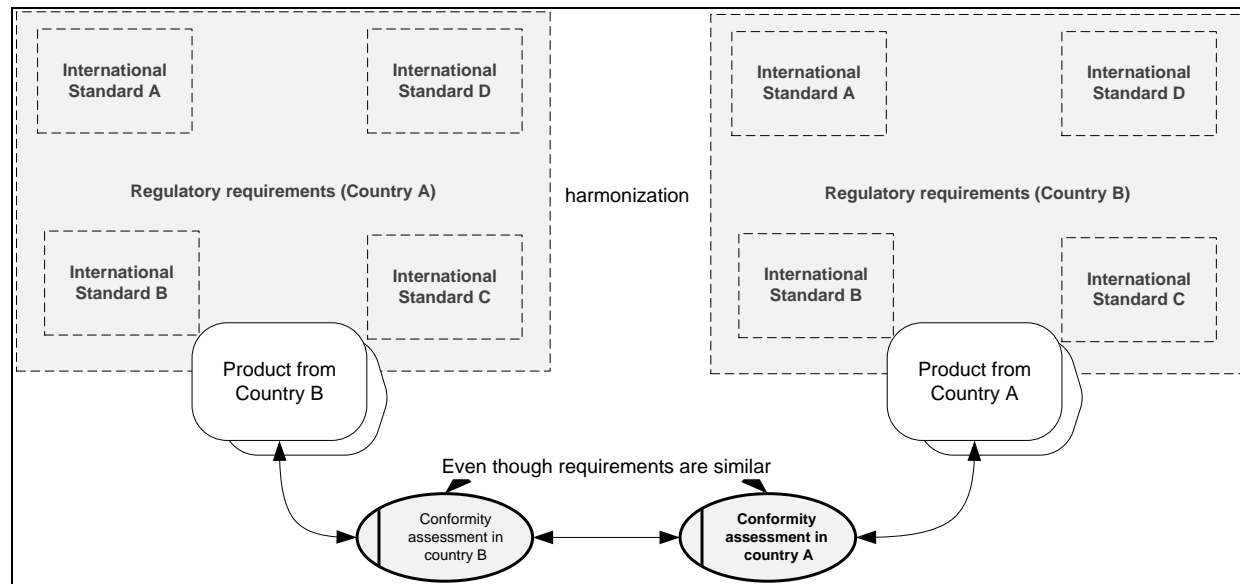 International
Standard A
International
Standard D
Regulatory requirements (Country A)
International
Standard B
International
Standard C
Product from
Country B
harmonization
International
Standard A
International
Standard D
Regulatory requirements (Country B)
International
Standard B
International
Standard C
Product from
Country A
Even though requirements are similar
Conformity
assessment in
country B
Conformity
assessment in
country A